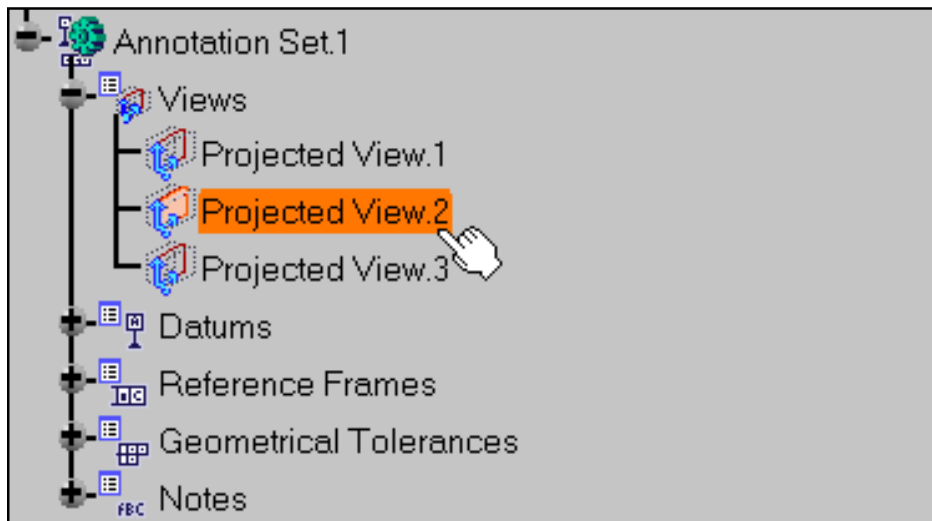 Annotation Set.1
Views
Projected View.1
Projected View.2
Projected View.3
Datums
Reference Frames
Geometrical Tolerances
Notes